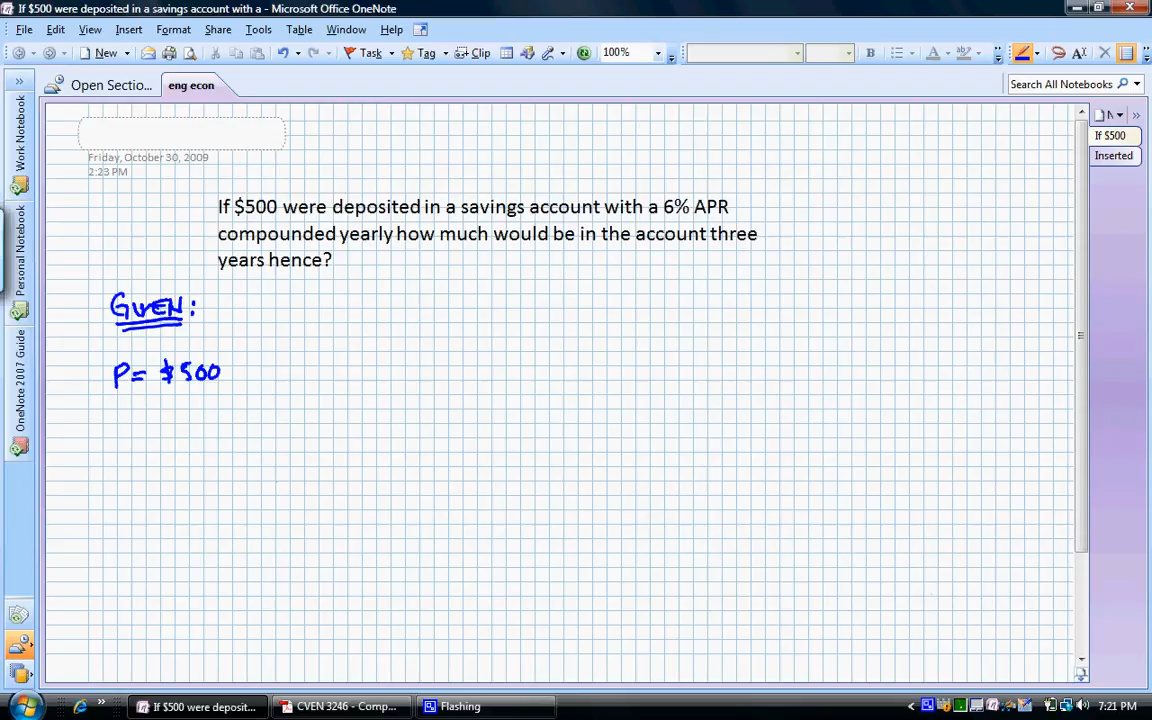 If $500 were deposited in a savings account with a - Microsoft Office OneNote
File Edit View Insert Format Share Tools Table Window Help
New Task Tag Clip 100% B
Open Sectio... eng econ Search All Notebooks
Work Notebook
Personal Notebook
OneNote 2007 Guide
If $500
Inserted
Friday, October 30, 2009
2:23 PM
If $500 were deposited in a savings account with a 6% APR
compounded yearly how much would be in the account three
years hence?
GIVEN:
P = $500
If $500 were deposit... CVEN 3246 - Comp... Flashing 7:21 PM